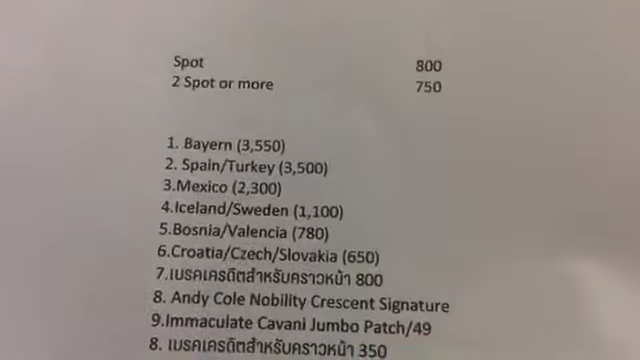 Spot 800
2 Spot or more 750
1. Bayern (3,550)
2. Spain/Turkey (3,500)
3.Mexico (2,300)
4.Iceland/Sweden (1,100)
5.Bosnia/Valencia (780)
6.Croatia/Czech/Slovakia (650)
7.เบรคเครดิตสำหรับคราวหน้า 800
8. Andy Cole Nobility Crescent Signature
9.Immaculate Cavani Jumbo Patch/49
8. เบรคเครดิตสำหรับคราวหน้า 350